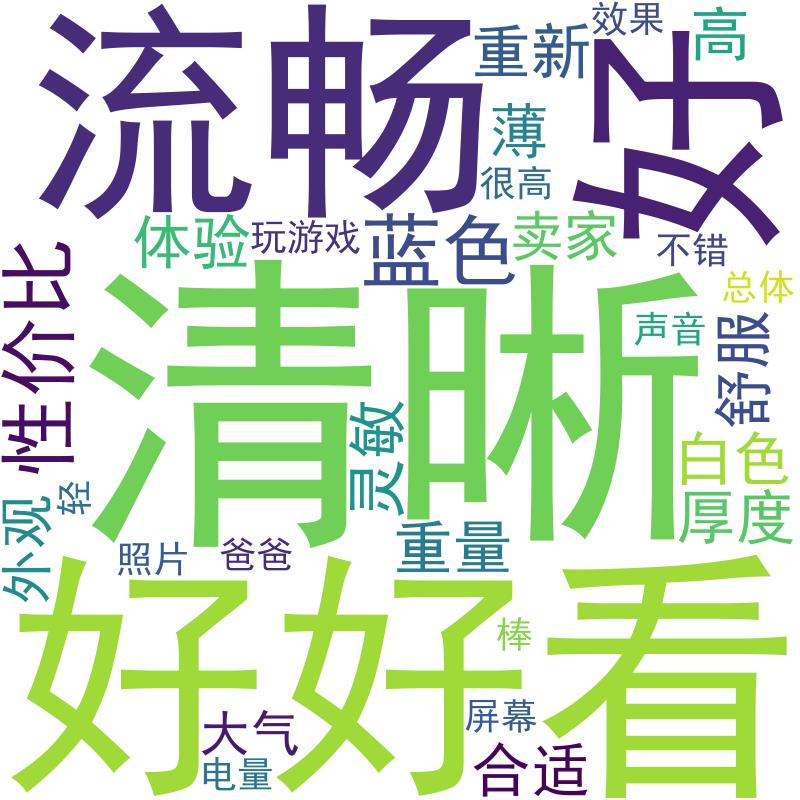 流畅
重新
效果
高
好
薄
很高
体验
玩游戏
蓝色
卖家
不错
总体
性价比
清晰
声音
舒服
灵敏
白色
厚度
外观
轻
重量
照片
爸爸
好好看
棒
大气
屏幕
电量
合适